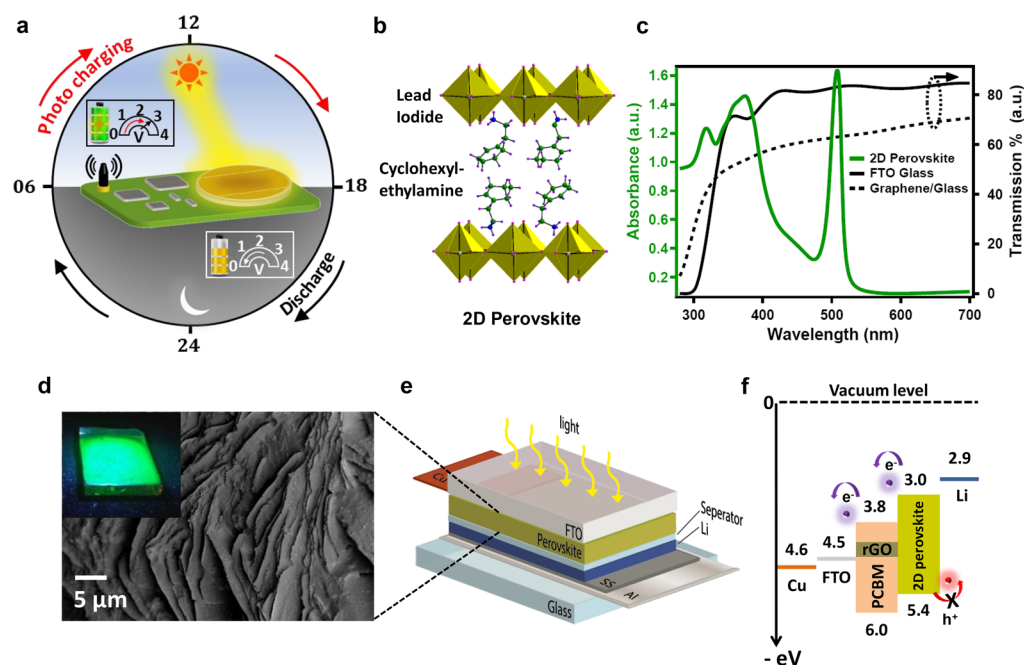 a
12
Photo charging
0 1 2 3 4
V
06
18
0 1 2 3 4
V
Discharge
24
b
Lead
Iodide
Cyclohexyl-
ethylamine
2D Perovskite
c
Absorbance (a.u.)
1.6
1.4
1.2
1.0
0.8
0.6
0.4
0.2
2D Perovskite
FTO Glass
Graphene/Glass
80
60
40
20
0
Transmission % (a.u.)
300 400 500 600 700
Wavelength (nm)
d
5 μm
e
light
Cu
FTO
Perovskite
Seperator
Li
SS
Al
Glass
f
Vacuum level
0
e-
e-
3.0
2.9
Li
3.8
4.6
4.5
Cu
FTO
rGO
PCBM
2D perovskite
X
h+
5.4
6.0
- eV